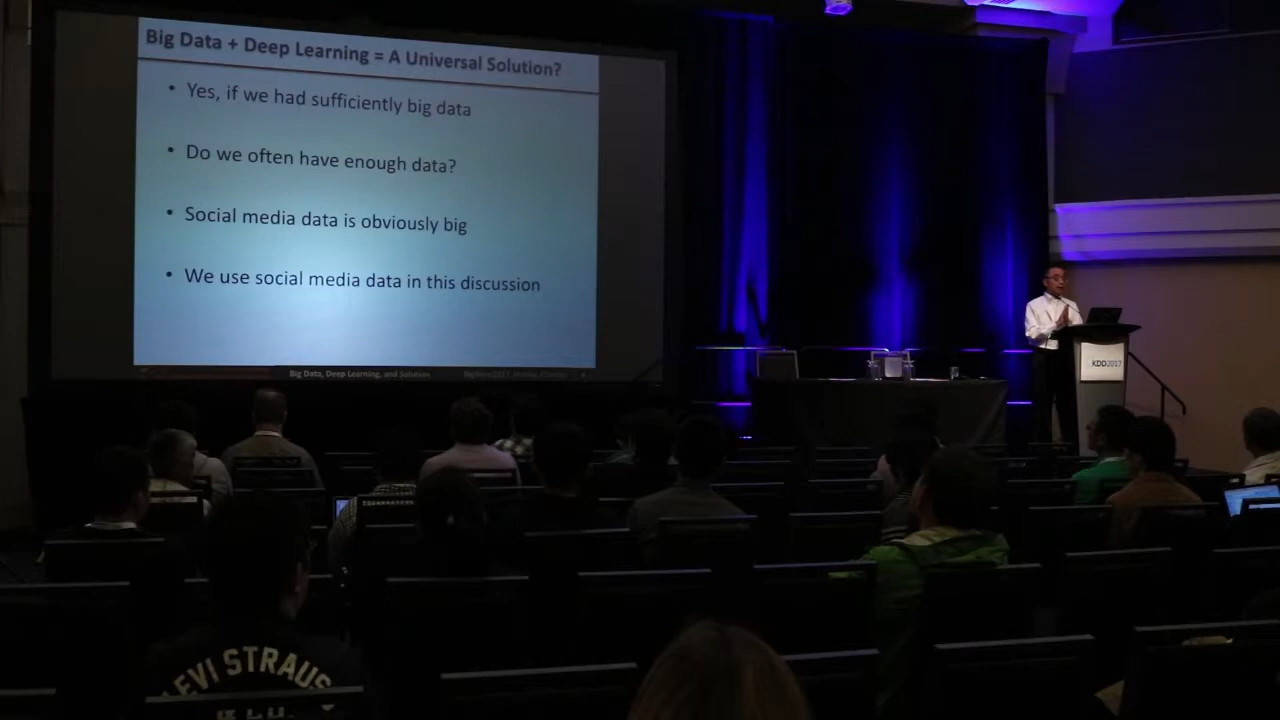 Big Data + Deep Learning = A Universal Solution?
• Yes, if we had sufficiently big data
• Do we often have enough data?
• Social media data is obviously big
• We use social media data in this discussion
Big Data, Deep Learning, and Solution
KDD2017
LEVI STRAUSS
& CO.